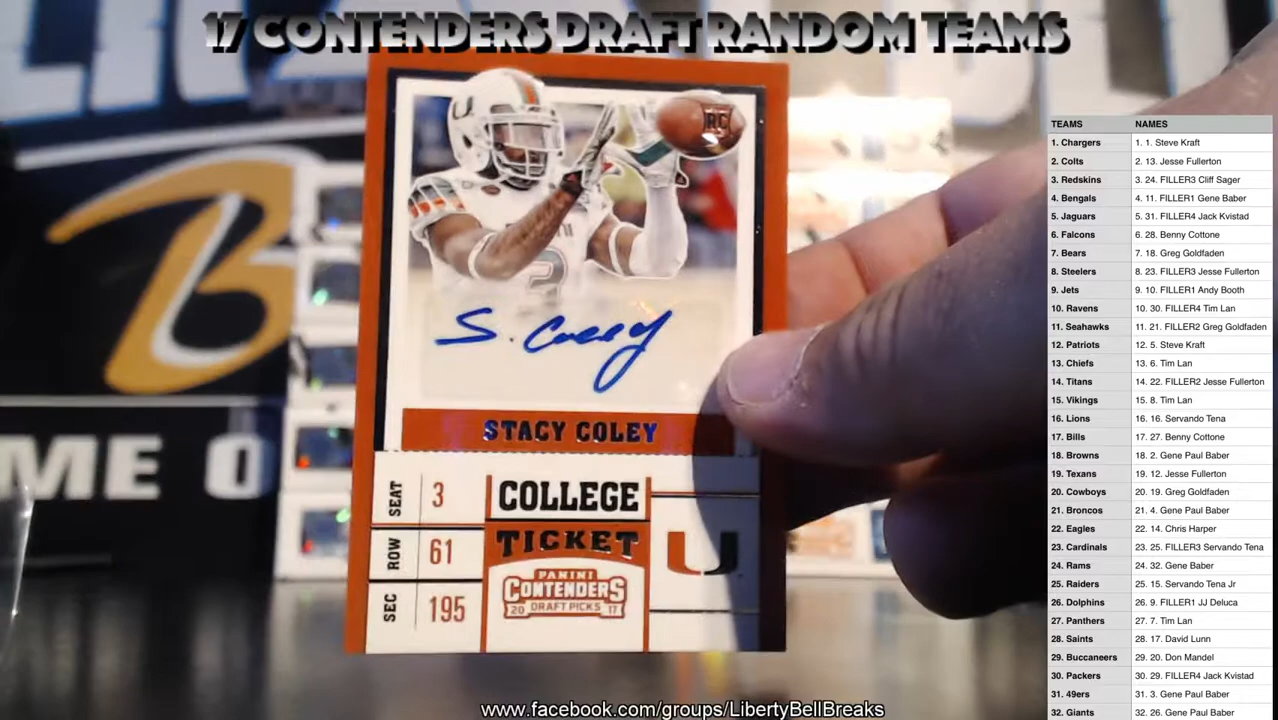 17 CONTENDERS DRAFT RANDOM TEAMS
RC
S. Coley
STACY COLEY
SEAT 3
ROW 61
SEC 195
COLLEGE
TICKET
PANINI
CONTENDERS
20 DRAFT PICKS 17
U
B
ME O
TEAMS NAMES
1. Chargers 1. 1. Steve Kraft
2. Colts 2. 13. Jesse Fullerton
3. Redskins 3. 24. FILLER3 Cliff Sager
4. Bengals 4. 11. FILLER1 Gene Baber
5. Jaguars 5. 31. FILLER4 Jack Kvistad
6. Falcons 6. 28. Benny Cottone
7. Bears 7. 18. Greg Goldfaden
8. Steelers 8. 23. FILLER3 Jesse Fullerton
9. Jets 9. 10. FILLER1 Andy Booth
10. Ravens 10. 30. FILLER4 Tim Lan
11. Seahawks 11. 21. FILLER2 Greg Goldfaden
12. Patriots 12. 5. Steve Kraft
13. Chiefs 13. 6. Tim Lan
14. Titans 14. 22. FILLER2 Jesse Fullerton
15. Vikings 15. 8. Tim Lan
16. Lions 16. 16. Servando Tena
17. Bills 17. 27. Benny Cottone
18. Browns 18. 2. Gene Paul Baber
19. Texans 19. 12. Jesse Fullerton
20. Cowboys 20. 19. Greg Goldfaden
21. Broncos 21. 4. Gene Paul Baber
22. Eagles 22. 14. Chris Harper
23. Cardinals 23. 25. FILLER3 Servando Tena
24. Rams 24. 32. Gene Baber
25. Raiders 25. 15. Servando Tena Jr
26. Dolphins 26. 9. FILLER1 JJ Deluca
27. Panthers 27. 7. Tim Lan
28. Saints 28. 17. David Lunn
29. Buccaneers 29. 20. Don Mandel
30. Packers 30. 29. FILLER4 Jack Kvistad
31. 49ers 31. 3. Gene Paul Baber
32. Giants 32. 26. Gene Paul Baber
www.facebook.com/groups/LibertyBellBreaks